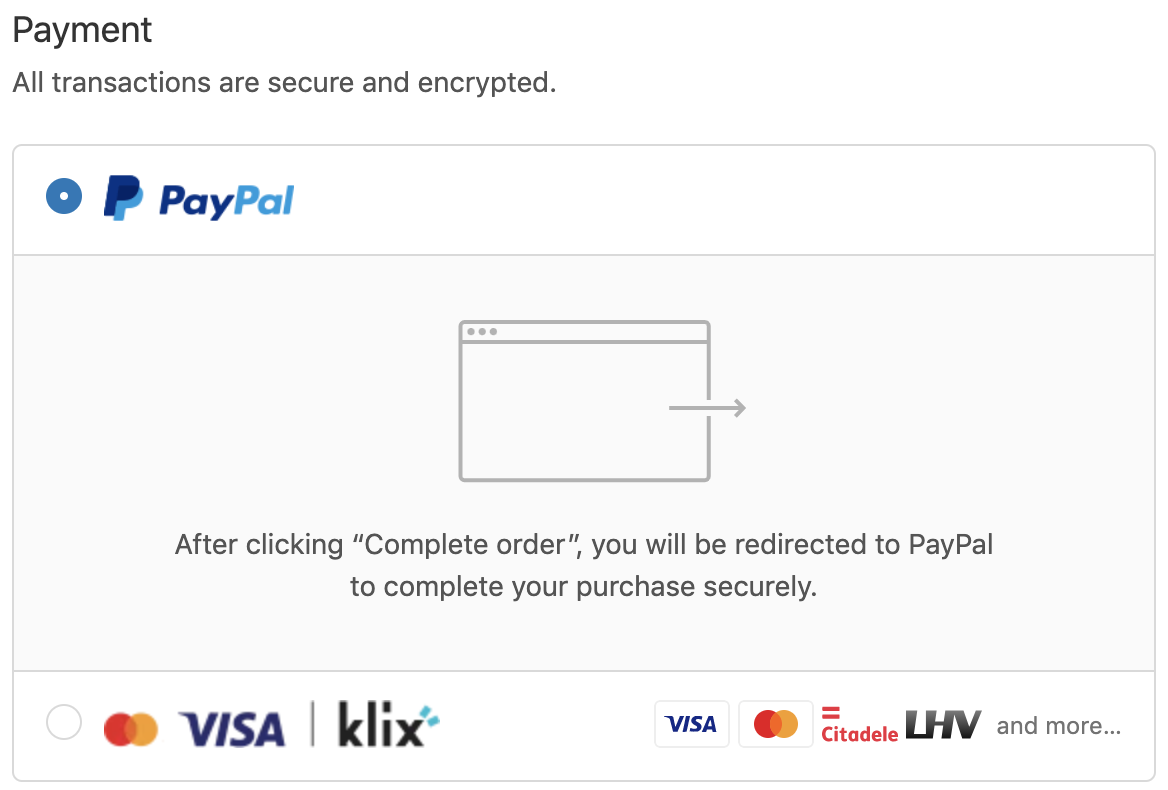 Payment
All transactions are secure and encrypted.
PayPal
After clicking “Complete order”, you will be redirected to PayPal
to complete your purchase securely.
VISA | klix VISA Citadele LHV and more...